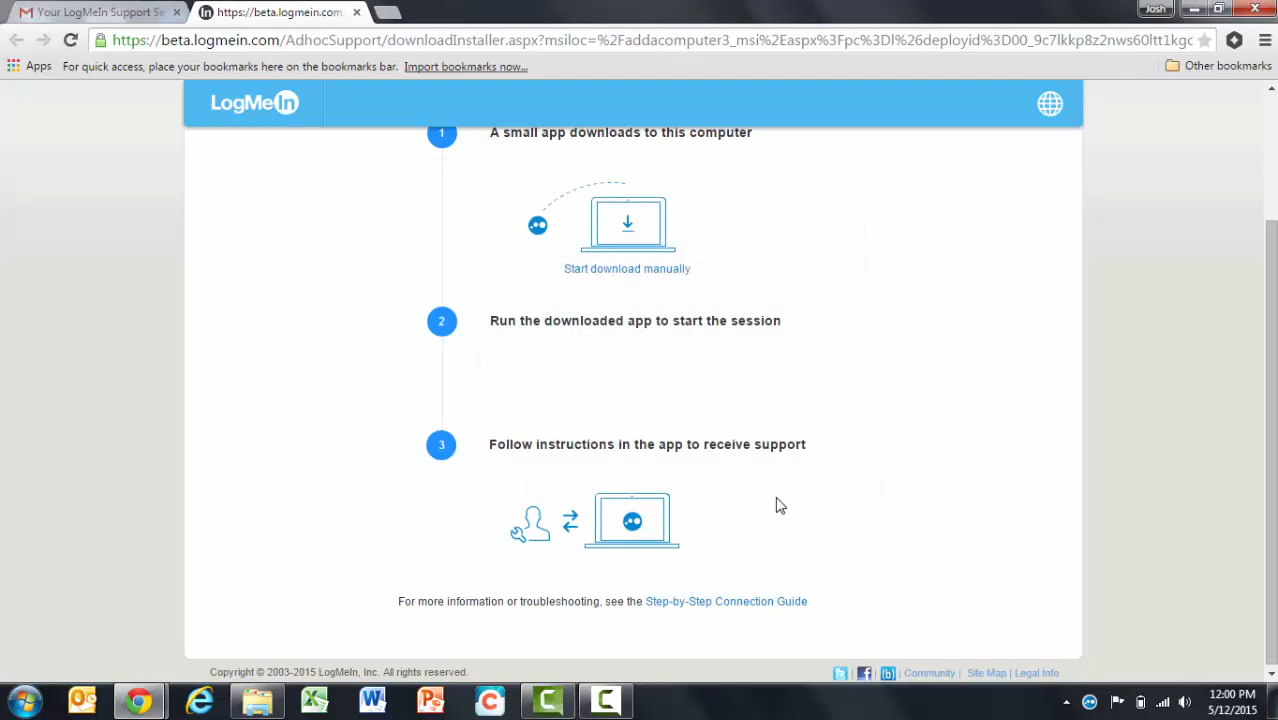 Your LogMeIn Support Se
https://beta.logmein.com
Josh
https://beta.logmein.com/AdhocSupport/downloadInstaller.aspx?msiloc=%2Faddacomputer3_msi%2Easpx%3Fpc%3Dl%26deployid%3D00_9c7lkkp8z2nws60ltt1kgc
Apps For quick access, place your bookmarks here on the bookmarks bar. Import bookmarks now... Other bookmarks
LogMeIn
1 A small app downloads to this computer
Start download manually
2 Run the downloaded app to start the session
3 Follow instructions in the app to receive support
For more information or troubleshooting, see the Step-by-Step Connection Guide
Copyright © 2003-2015 LogMeIn, Inc. All rights reserved. | | | Community | Site Map | Legal Info
12:00 PM
5/12/2015